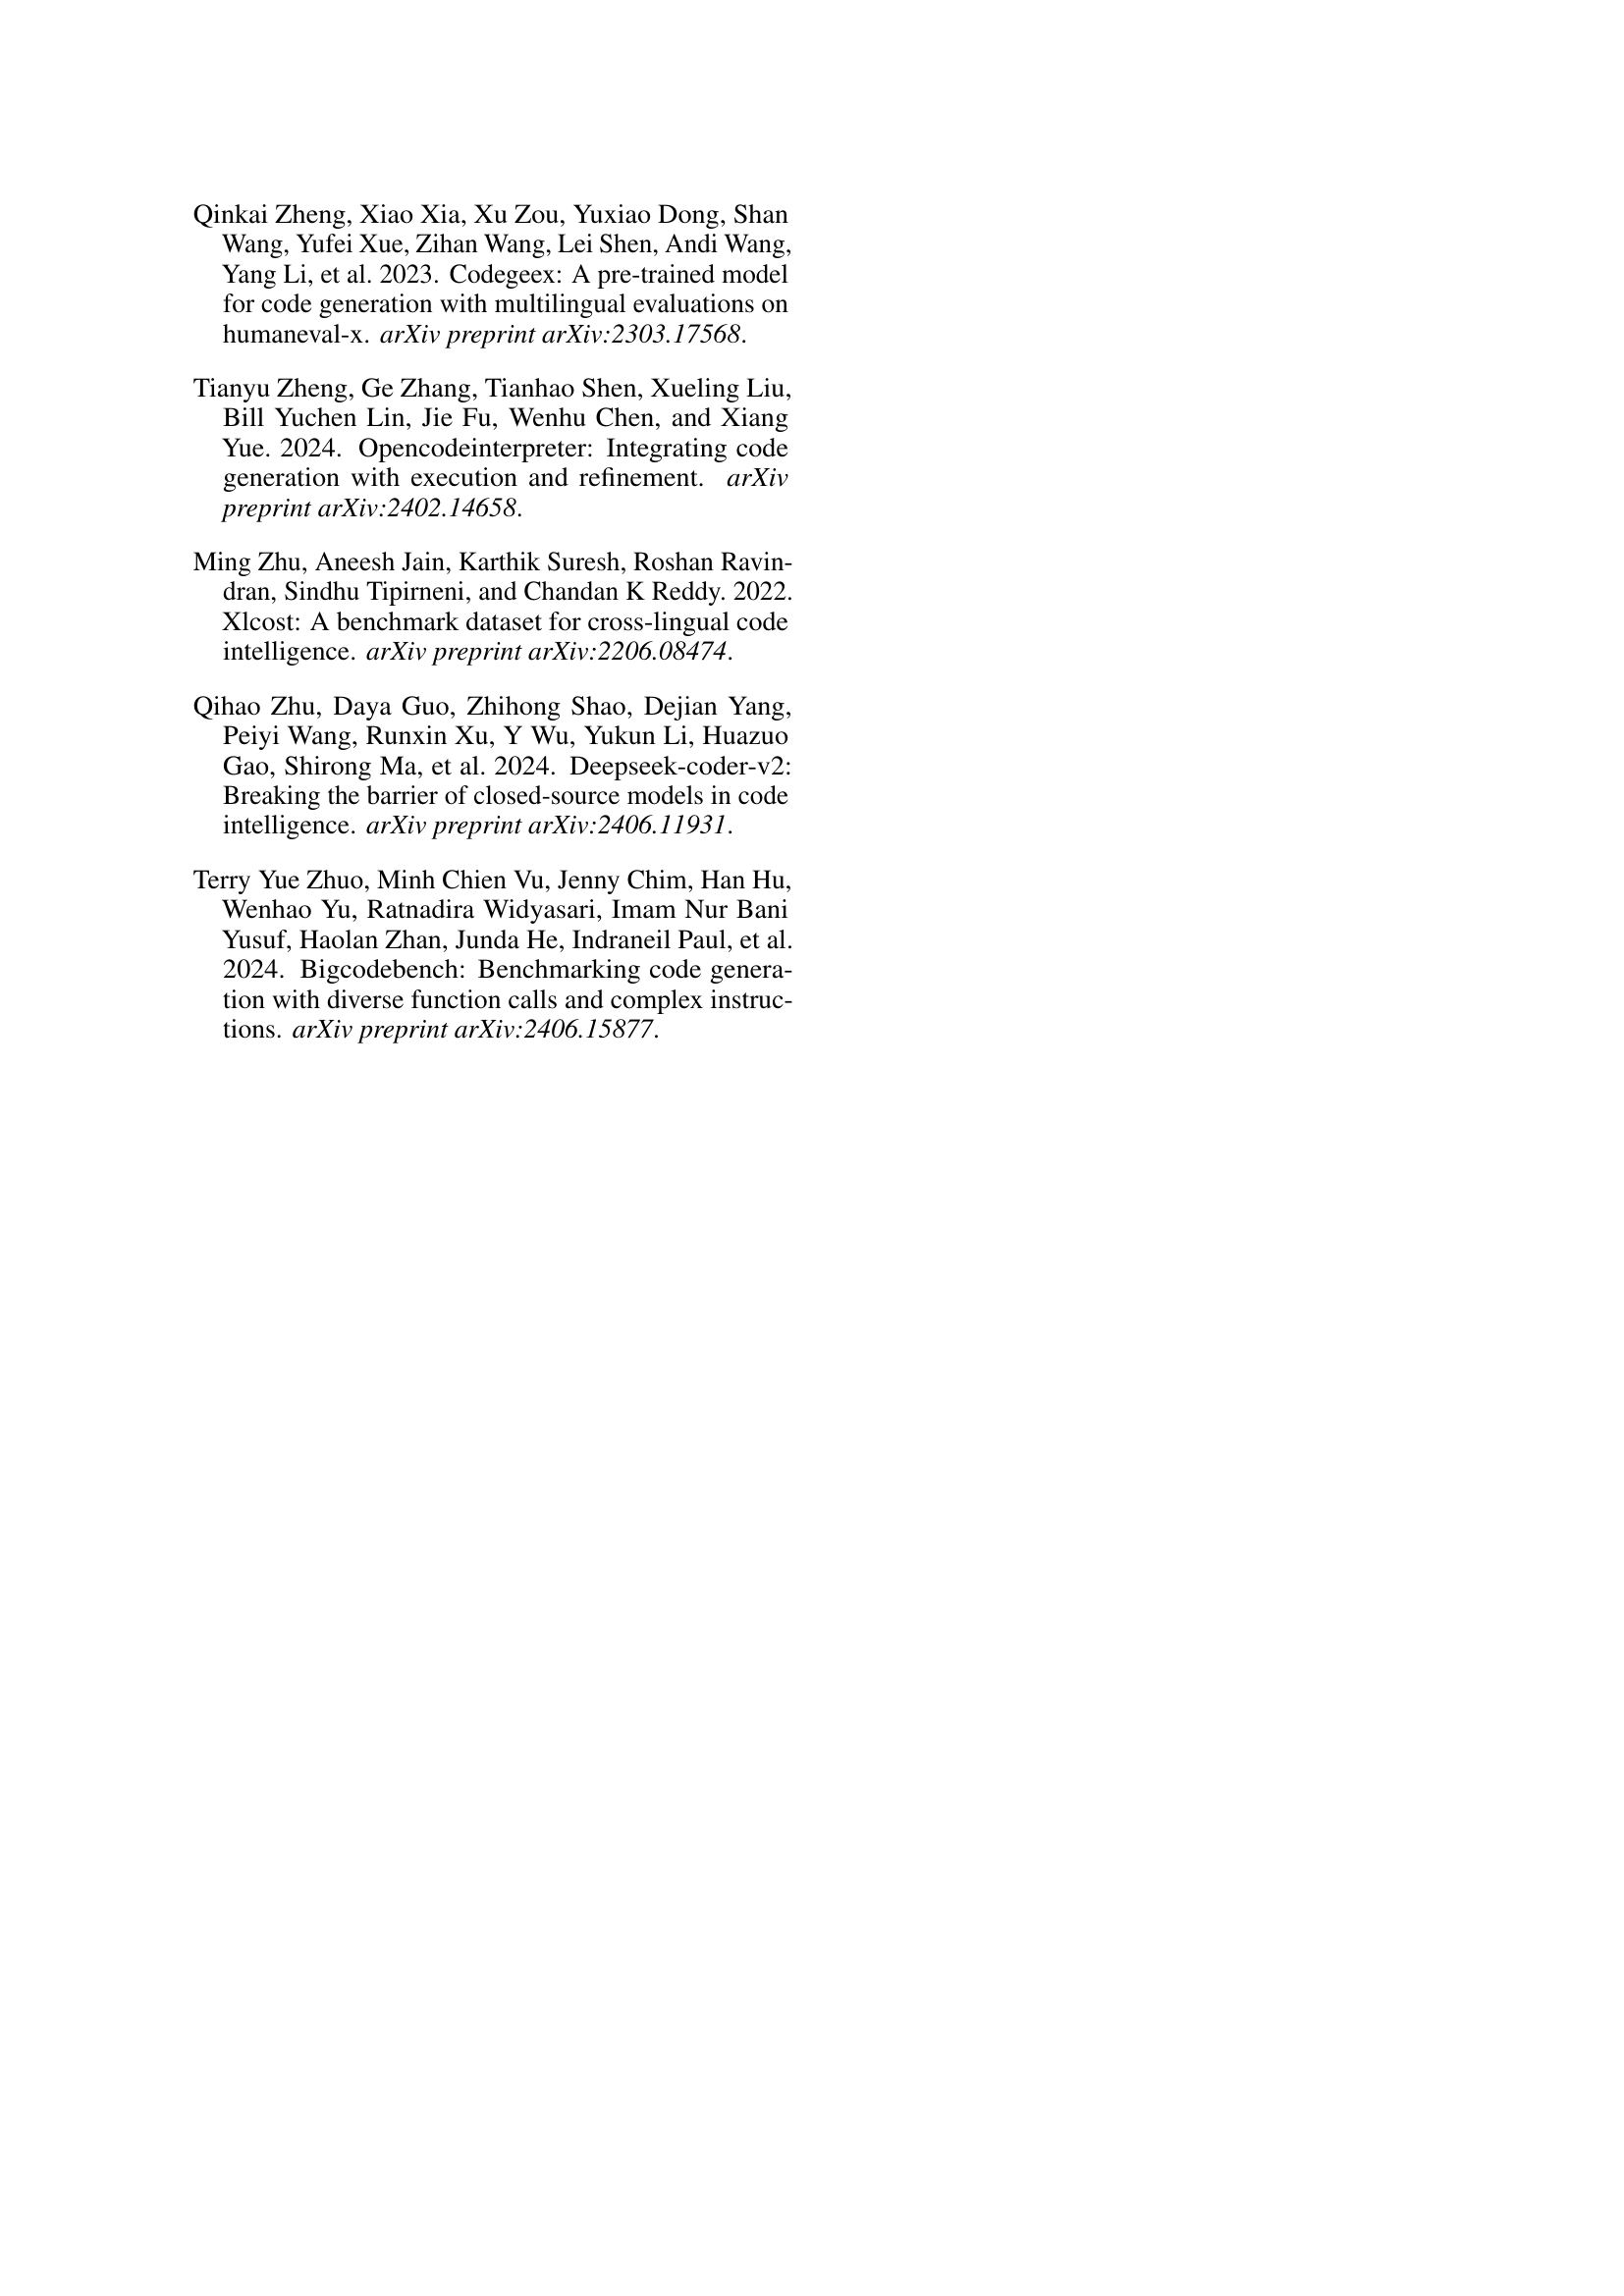 Qinkai Zheng, Xiao Xia, Xu Zou, Yuxiao Dong, Shan
Wang, Yufei Xue, Zihan Wang, Lei Shen, Andi Wang,
Yang Li, et al. 2023. Codegeex: A pre-trained model
for code generation with multilingual evaluations on
humaneval-x. arXiv preprint arXiv:2303.17568.
Tianyu Zheng, Ge Zhang, Tianhao Shen, Xueling Liu,
Bill Yuchen Lin, Jie Fu, Wenhu Chen, and Xiang
Yue. 2024. Opencodeinterpreter: Integrating code
generation with execution and refinement. arXiv
preprint arXiv:2402.14658.
Ming Zhu, Aneesh Jain, Karthik Suresh, Roshan Ravin-
dran, Sindhu Tipirneni, and Chandan K Reddy. 2022.
Xlcost: A benchmark dataset for cross-lingual code
intelligence. arXiv preprint arXiv:2206.08474.
Qihao Zhu, Daya Guo, Zhihong Shao, Dejian Yang,
Peiyi Wang, Runxin Xu, Y Wu, Yukun Li, Huazuo
Gao, Shirong Ma, et al. 2024. Deepseek-coder-v2:
Breaking the barrier of closed-source models in code
intelligence. arXiv preprint arXiv:2406.11931.
Terry Yue Zhuo, Minh Chien Vu, Jenny Chim, Han Hu,
Wenhao Yu, Ratnadira Widyasari, Imam Nur Bani
Yusuf, Haolan Zhan, Junda He, Indraneil Paul, et al.
2024. Bigcodebench: Benchmarking code genera-
tion with diverse function calls and complex instruc-
tions. arXiv preprint arXiv:2406.15877.